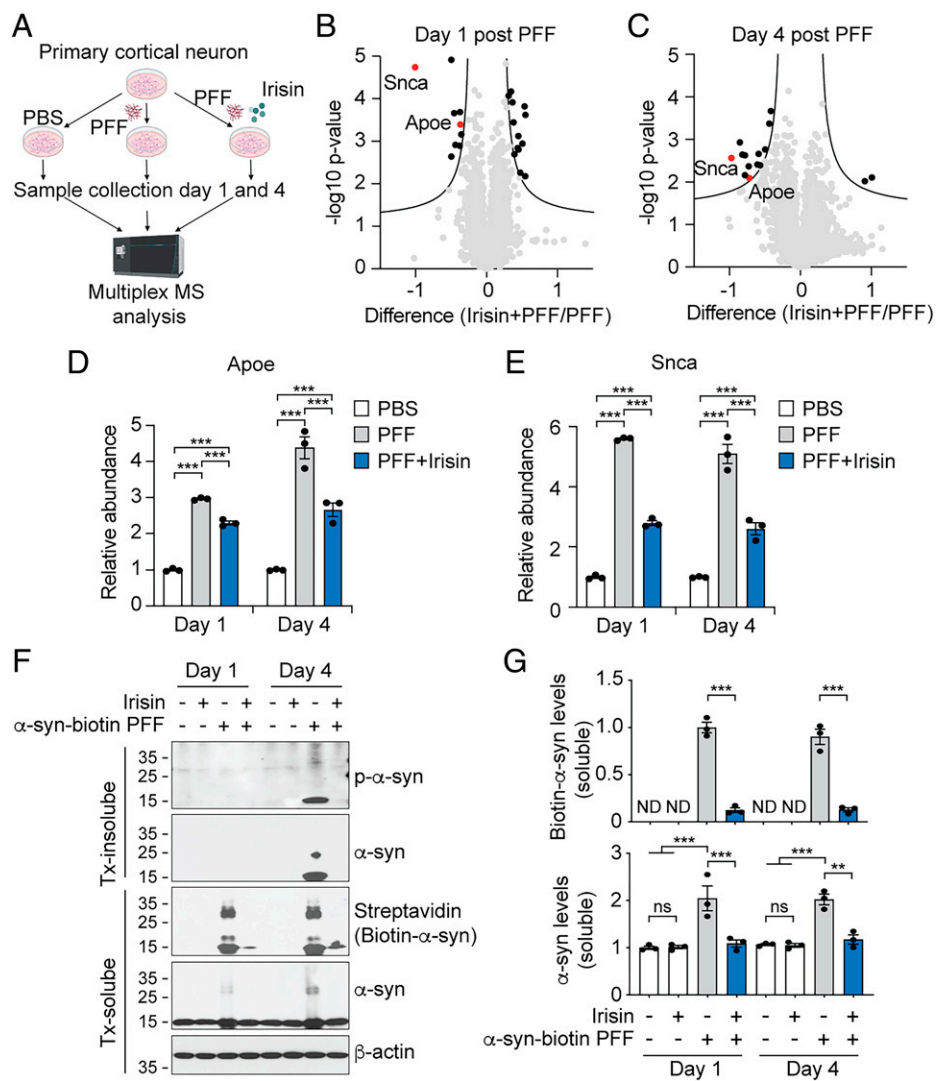 A
Primary cortical neuron
PBS
PFF
PFF
Irisin
Sample collection day 1 and 4
Multiplex MS
analysis
B
Day 1 post PFF
-log10 p-value
5
4
3
2
1
0
Snca
Apoe
-1 0 1
Difference (Irisin+PFF/PFF)
C
Day 4 post PFF
-log10 p-value
5
4
3
2
1
0
Snca
Apoe
-1 0 1
Difference (Irisin+PFF/PFF)
D
Apoe
Relative abundance
5
4
3
2
1
0
*** *** ***
*** *** ***
Day 1 Day 4
PBS
PFF
PFF+Irisin
E
Snca
Relative abundance
6
4
2
0
*** *** ***
*** *** ***
Day 1 Day 4
PBS
PFF
PFF+Irisin
F
Day 1 Day 4
Irisin - + - + - + - +
α-syn-biotin PFF - - + + - - + +
Tx-insolube
35
25
15
p-α-syn
35
25
15
α-syn
Tx-solube
35
25
15
Streptavidin
(Biotin-α-syn)
35
25
15
α-syn
35
β-actin
G
Biotin-α-syn levels
(soluble)
1.5
1.0
0.5
0
ND ND *** ND ND ***
α-syn levels
(soluble)
3
2
1
0
ns *** *** ns *** **
Irisin - + - + - + - +
α-syn-biotin PFF - - + + - - + +
Day 1 Day 4